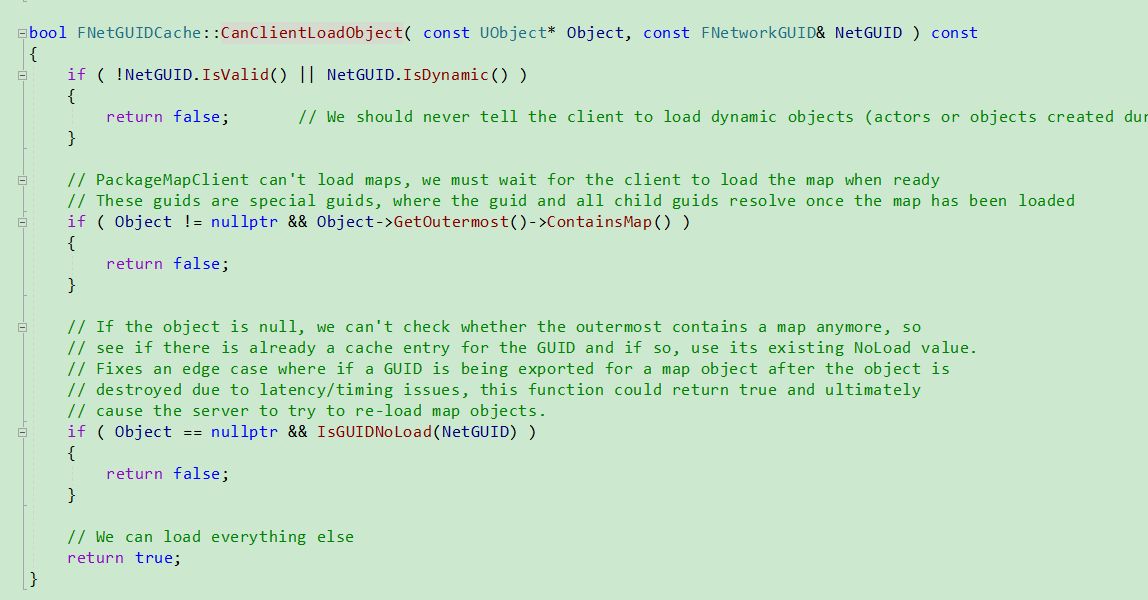 bool FNetGUIDCache::CanClientLoadObject( const UObject* Object, const FNetworkGUID& NetGUID ) const
{
if ( !NetGUID.IsValid() || NetGUID.IsDynamic() )
{
return false; // We should never tell the client to load dynamic objects (actors or objects created
}
// PackageMapClient can't load maps, we must wait for the client to load the map when ready
// These guids are special guids, where the guid and all child guids resolve once the map has been loaded
if ( Object != nullptr && Object->GetOutermost()->ContainsMap() )
{
return false;
}
// If the object is null, we can't check whether the outermost contains a map anymore, so
// see if there is already a cache entry for the GUID and if so, use its existing NoLoad value.
// Fixes an edge case where if a GUID is being exported for a map object after the object is
// destroyed due to latency/timing issues, this function could return true and ultimately
// cause the server to try to re-load map objects.
if ( Object == nullptr && IsGUIDNoLoad(NetGUID) )
{
return false;
}
// We can load everything else
return true;
}